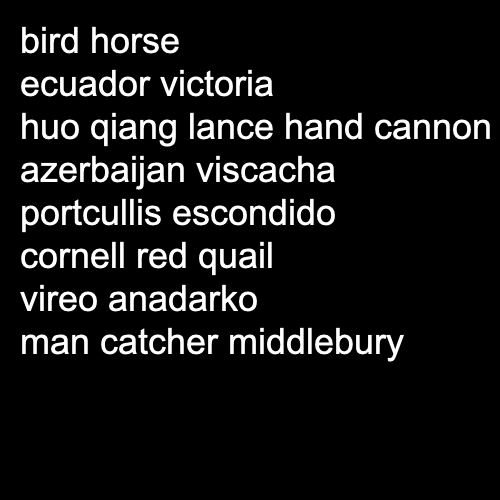 bird horse
ecuador victoria
huo qiang lance hand cannon
azerbaijan viscacha
portcullis escondido
cornell red quail
vireo anadarko
man catcher middlebury